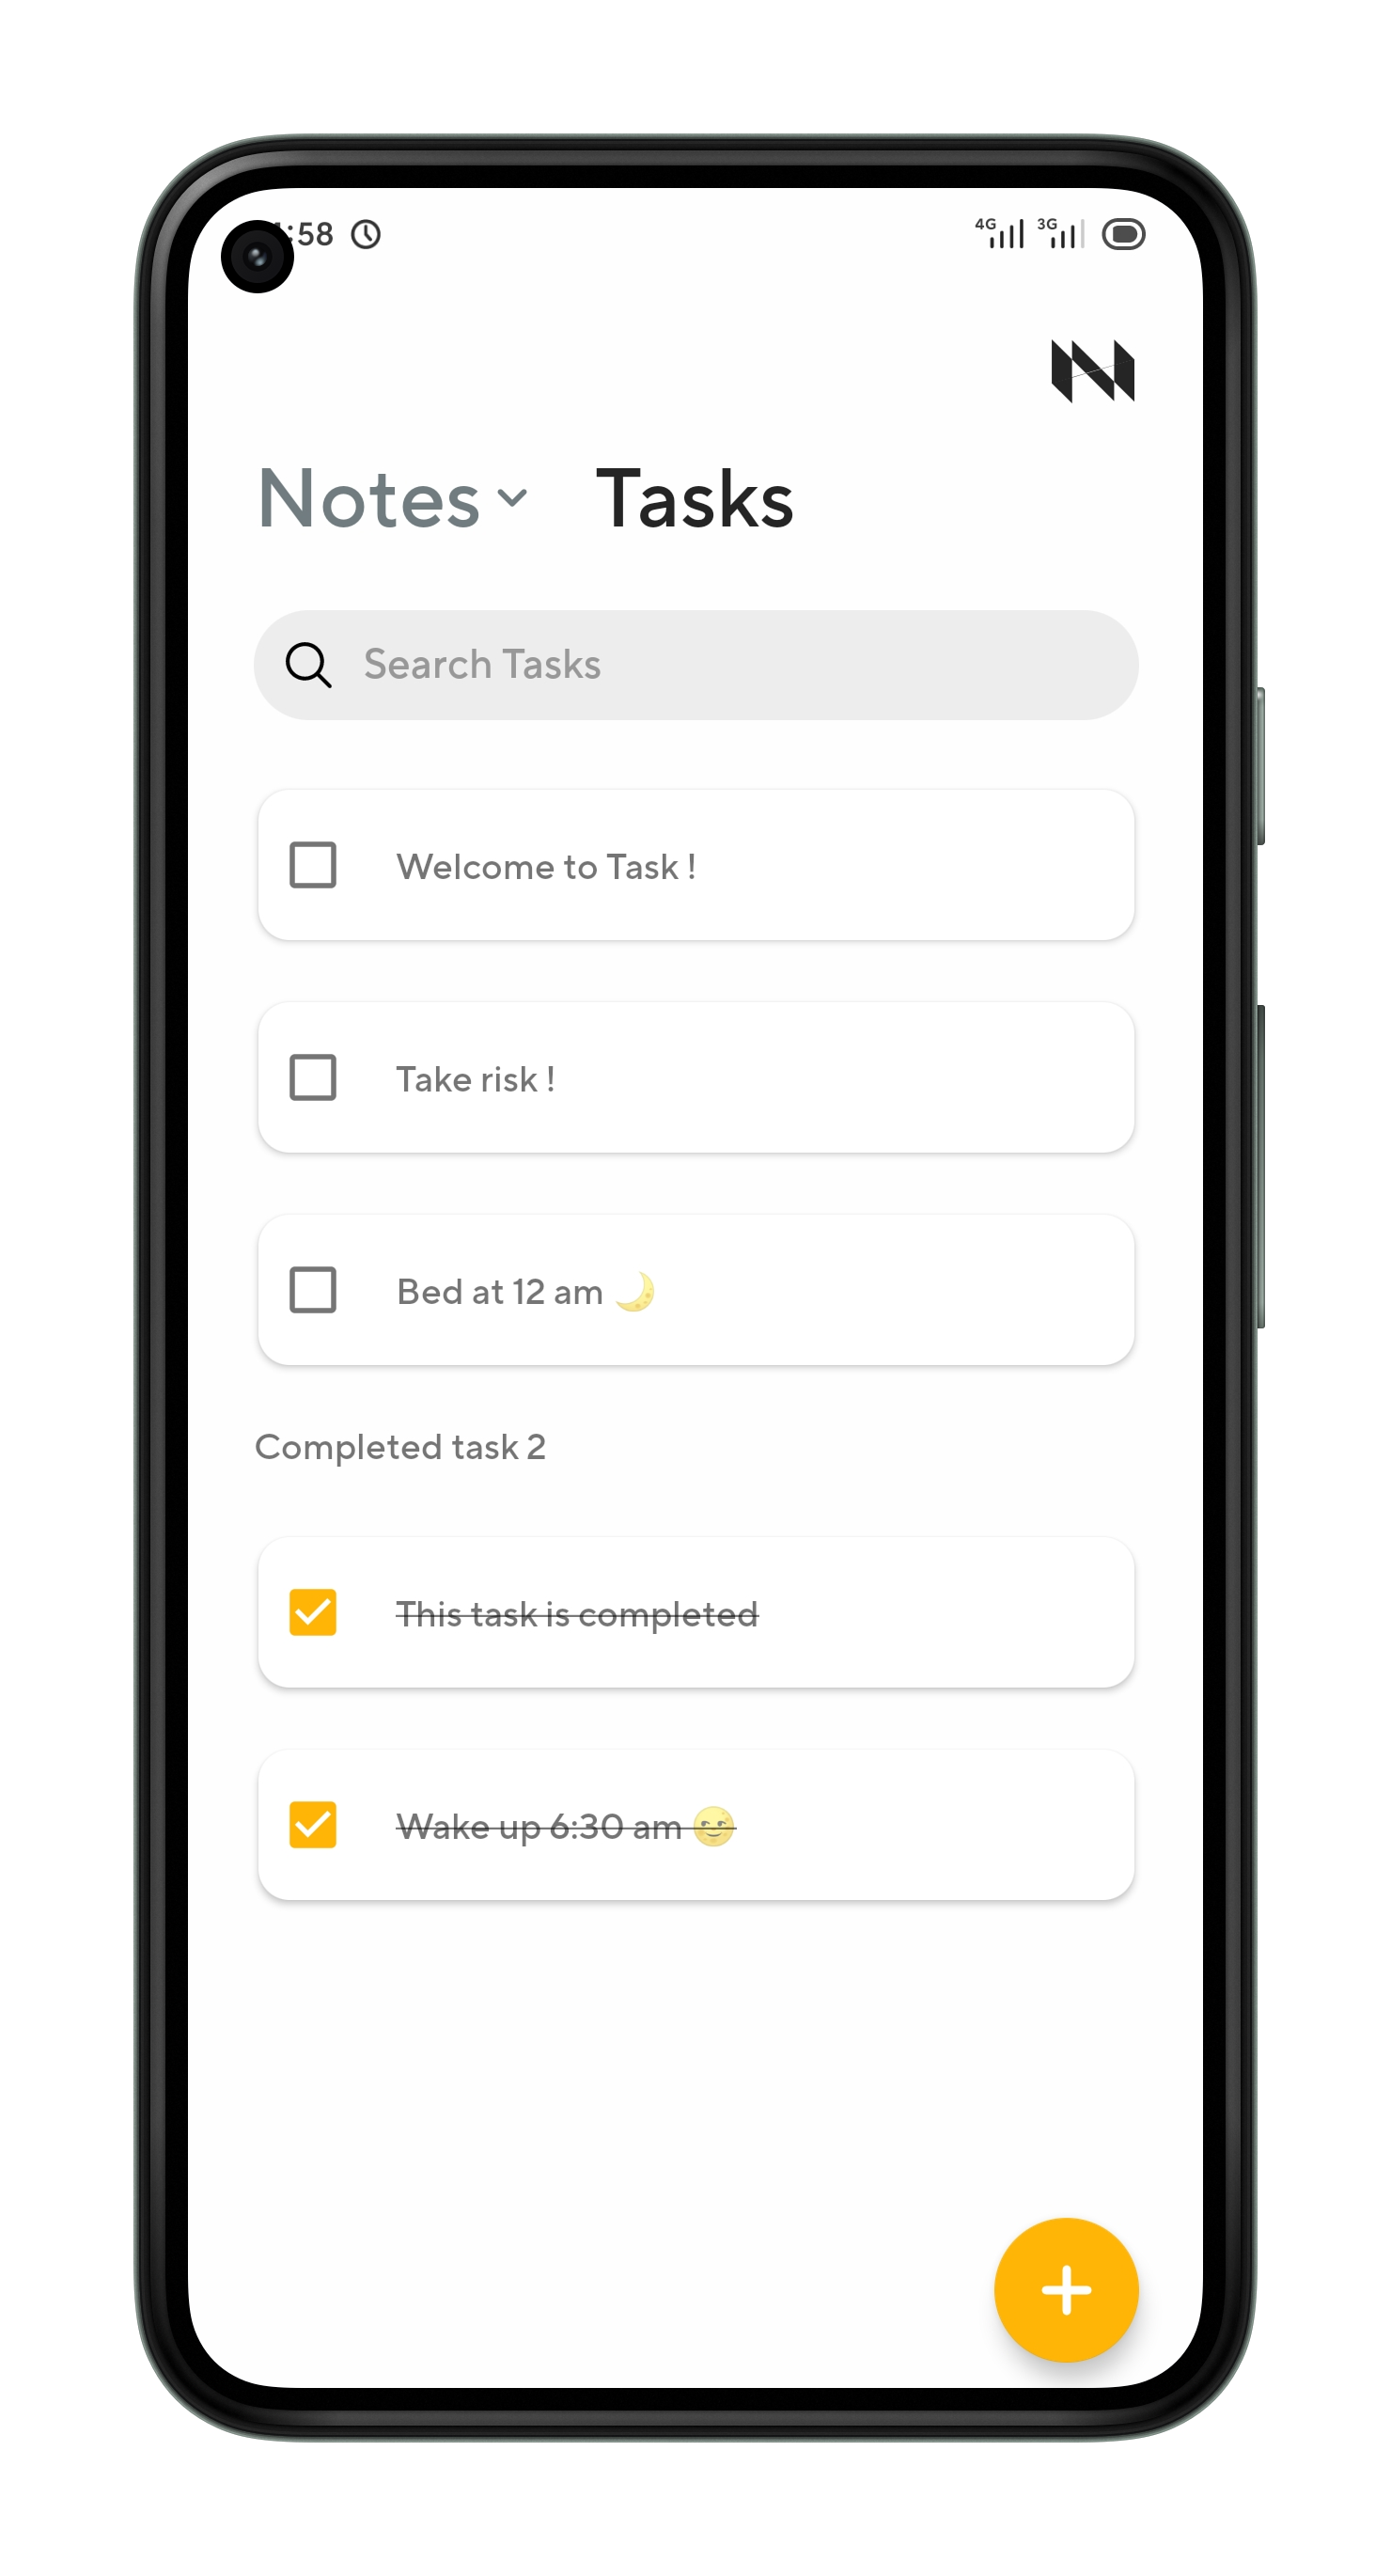 :58
4G 3G
Notes Tasks
Search Tasks
Welcome to Task !
Take risk !
Bed at 12 am 🌙
Completed task 2
This task is completed
Wake up 6:30 am 🌝